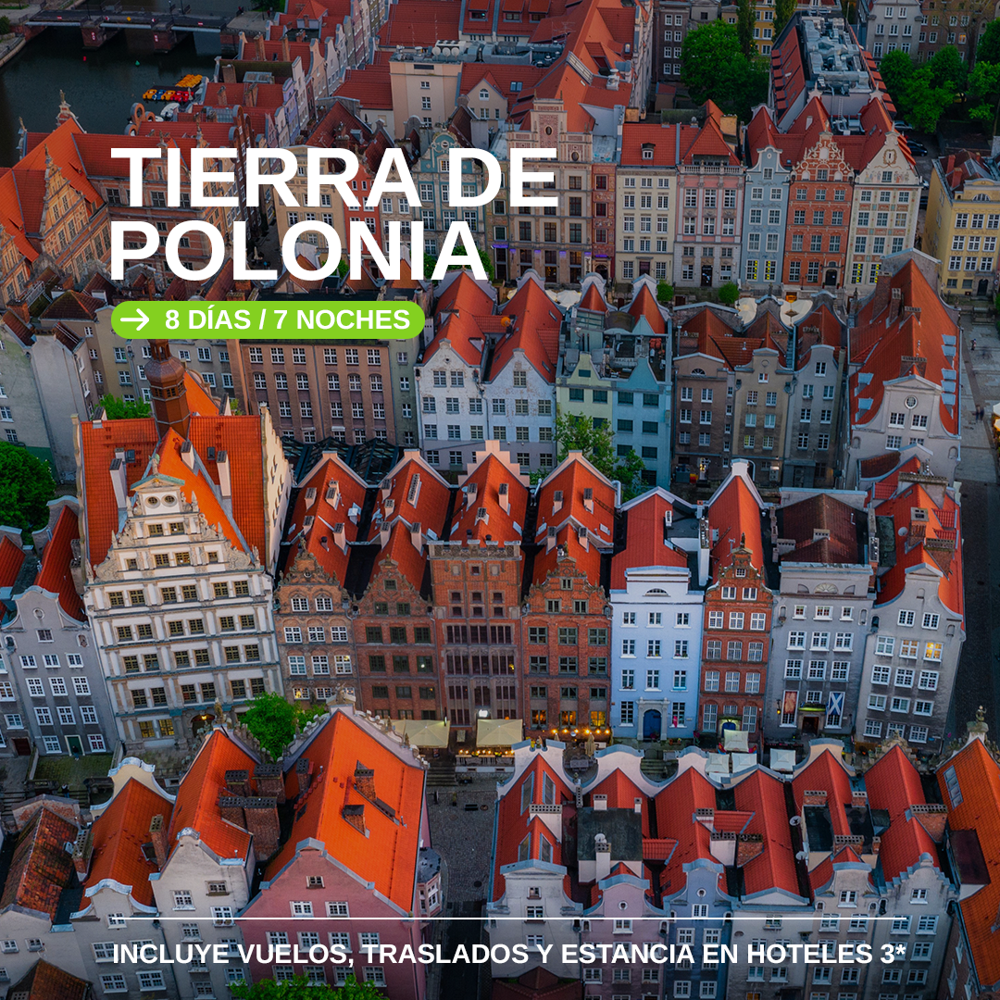 TIERRA DE
POLONIA
→ 8 DÍAS / 7 NOCHES
INCLUYE VUELOS, TRASLADOS Y ESTANCIA EN HOTELES 3*